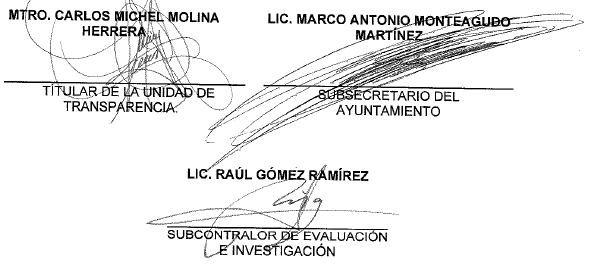 MTRO. CARLOS MICHEL MOLINA
HERRERA
TÍTULAR DE LA UNIDAD DE
TRANSPARENCIA.
LIC. MARCO ANTONIO MONTEAGUDO
MARTÍNEZ
SUBSECRETARIO DEL
AYUNTAMIENTO
LIC. RAÚL GÓMEZ RAMÍREZ
SUBCONTRALOR DE EVALUACIÓN
E INVESTIGACIÓN